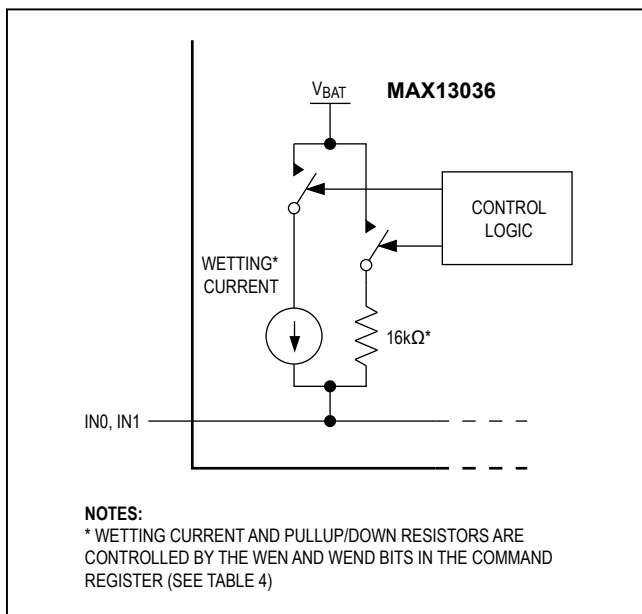 V_BAT MAX13036
CONTROL
LOGIC
WETTING*
CURRENT
16kΩ*
IN0, IN1
NOTES:
* WETTING CURRENT AND PULLUP/DOWN RESISTORS ARE
CONTROLLED BY THE WEN AND WEND BITS IN THE COMMAND
REGISTER (SEE TABLE 4)